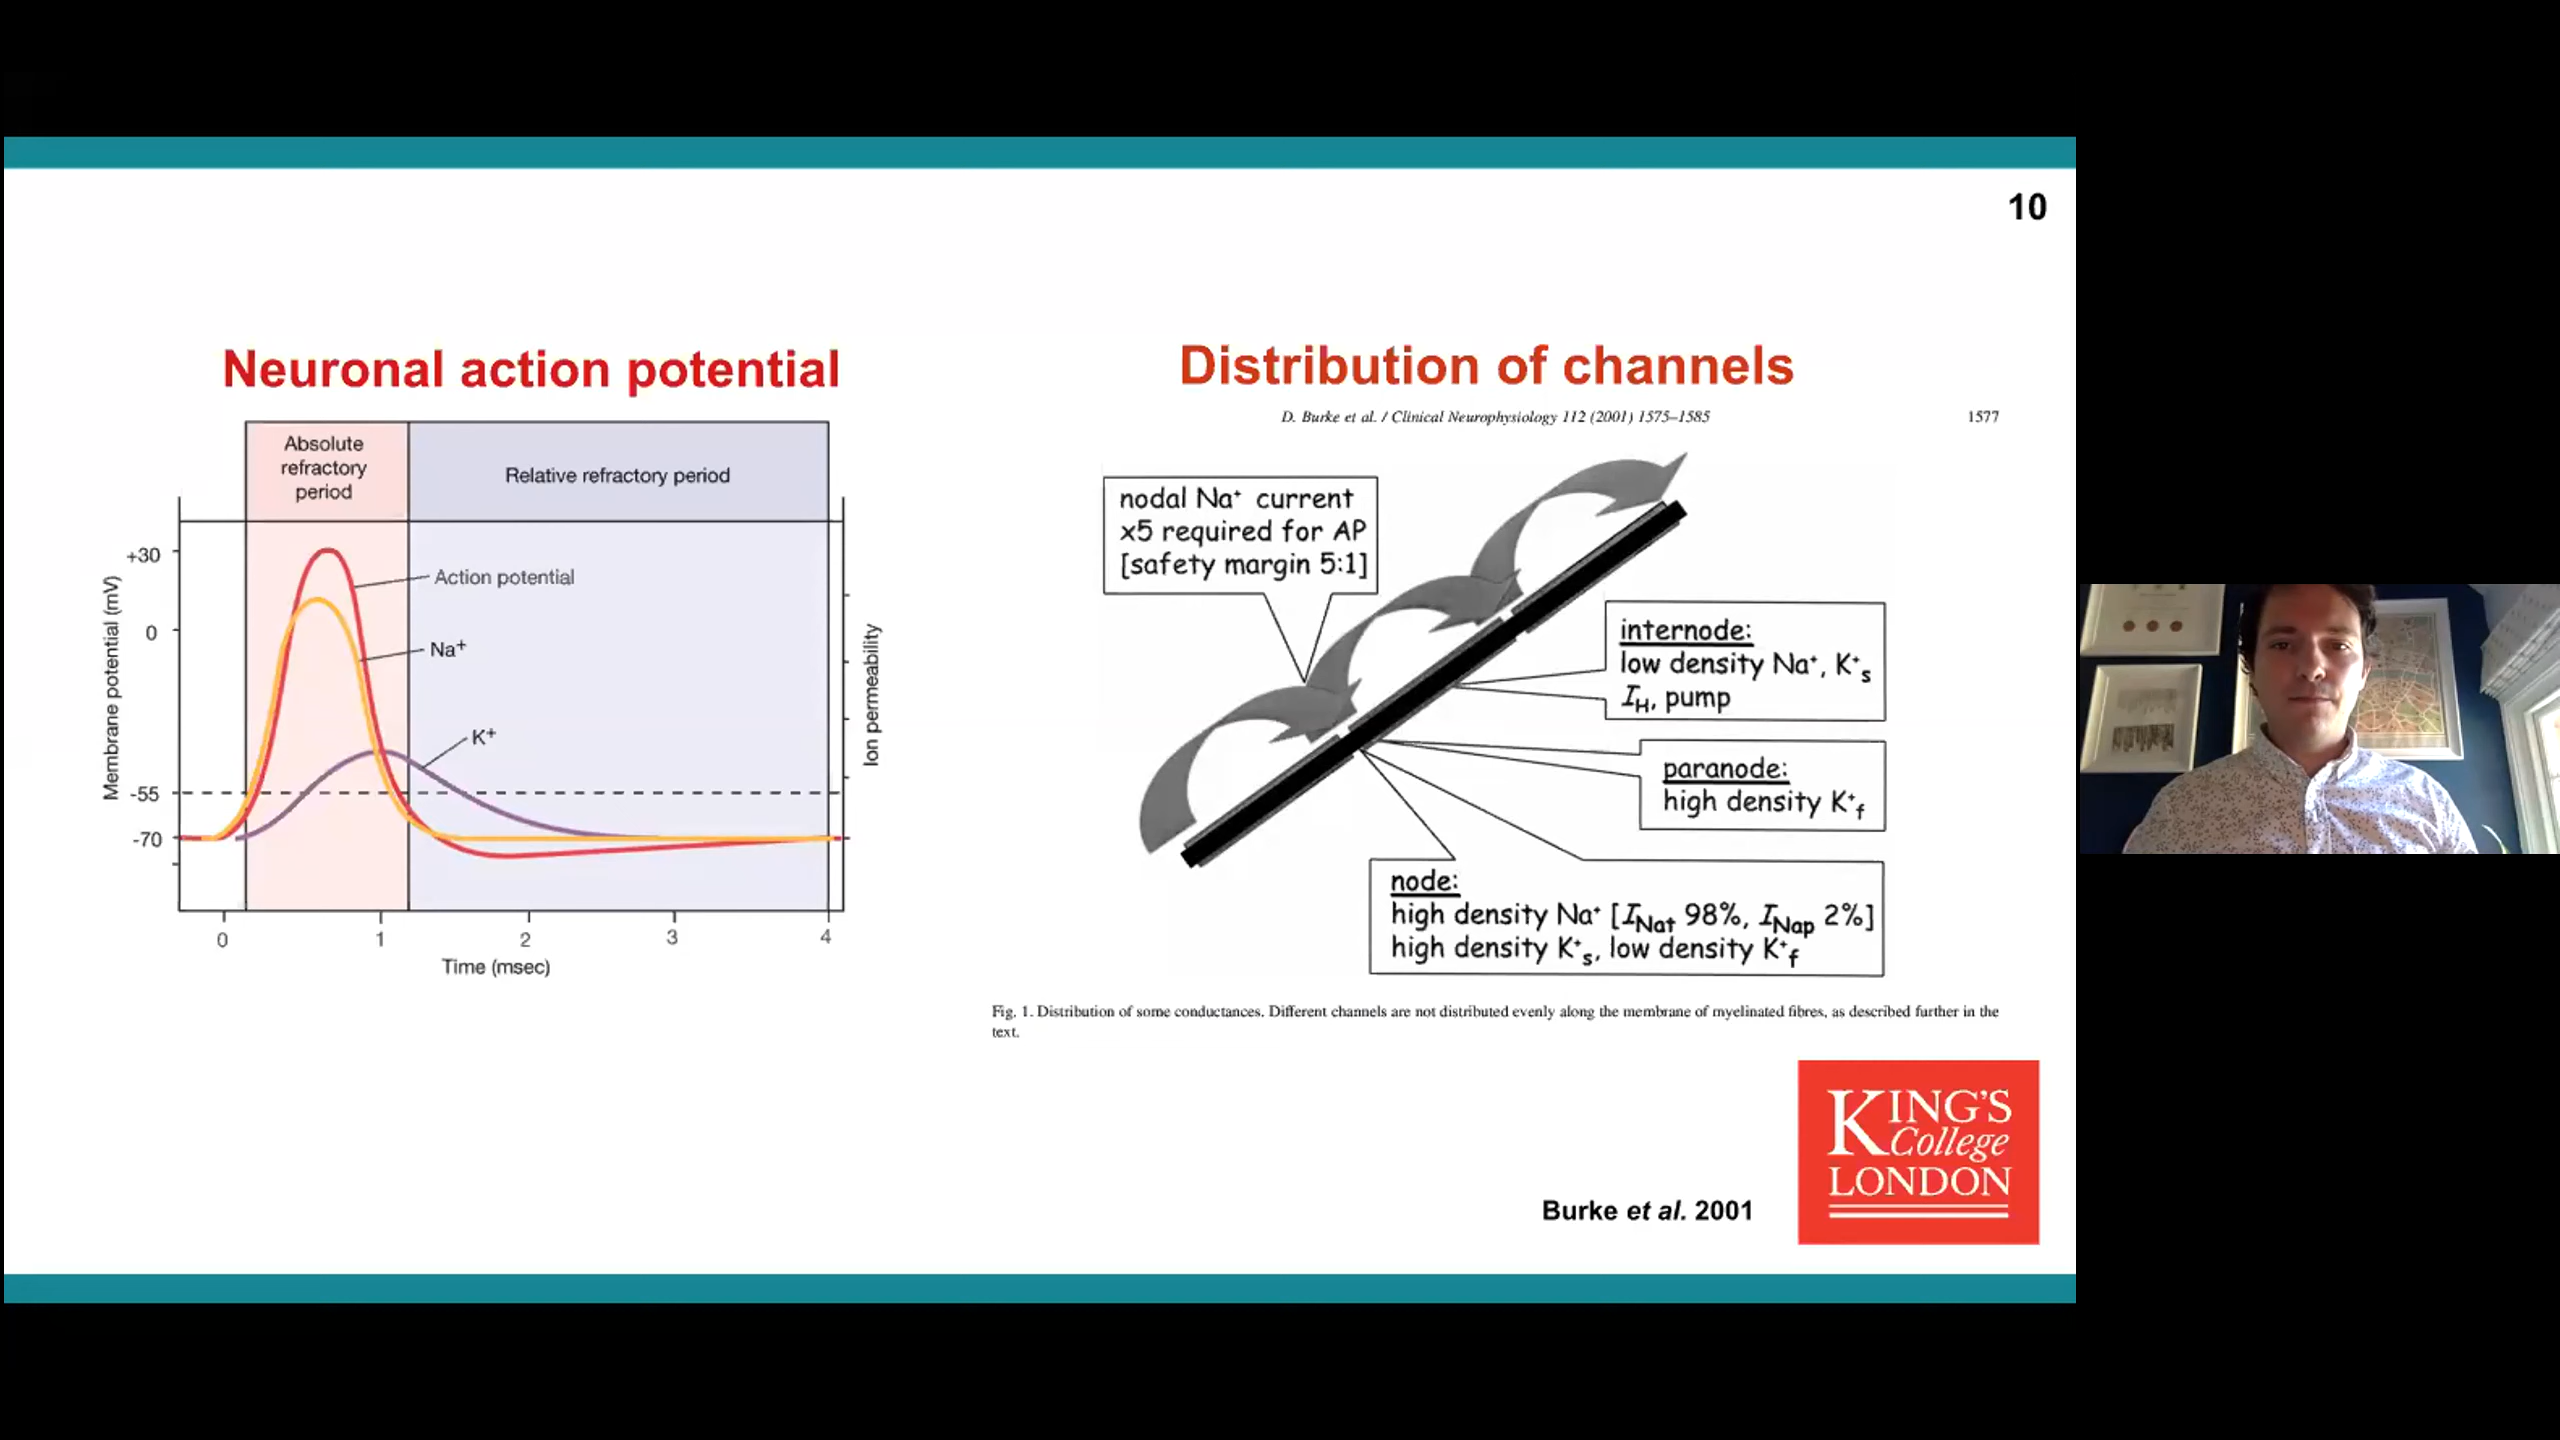 10
Neuronal action potential
Absolute
refractory
period
Relative refractory period
+30
0
-55
-70
Membrane potential (mV)
Action potential
Na⁺
K⁺
Ion permeability
0 1 2 3 4
Time (msec)
Distribution of channels
D. Burke et al. / Clinical Neurophysiology 112 (2001) 1575–1585 1577
nodal Na⁺ current
x5 required for AP
[safety margin 5:1]
internode:
low density Na⁺, K⁺s
IH, pump
paranode:
high density K⁺f
node:
high density Na⁺ [INat 98%, INap 2%]
high density K⁺s, low density K⁺f
Fig. 1. Distribution of some conductances. Different channels are not distributed evenly along the membrane of myelinated fibres, as described further in the
text.
Burke et al. 2001
KING'S
College
LONDON